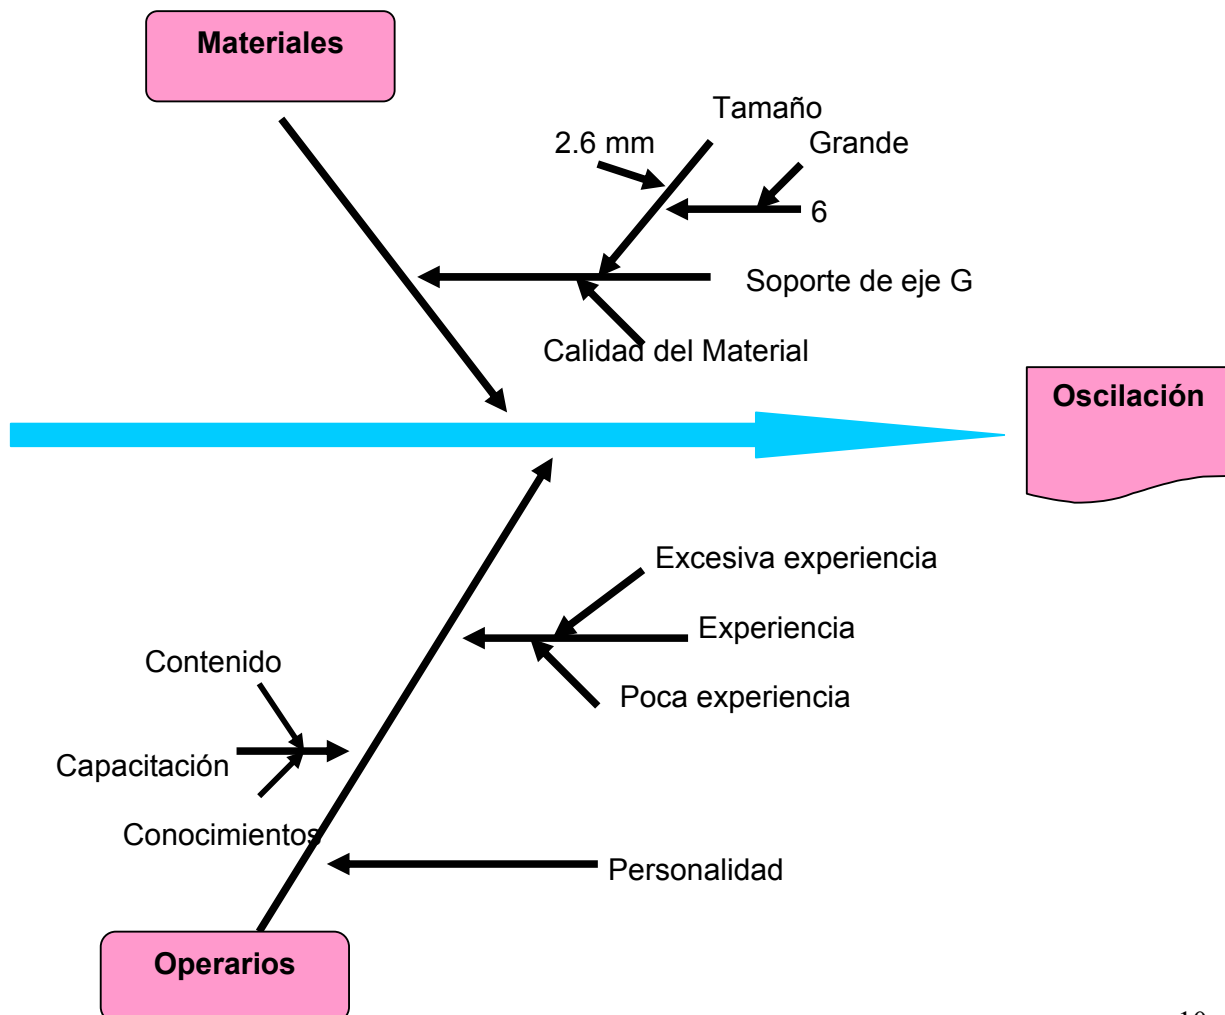 Materiales
Tamaño
2.6 mm
Grande
6
Soporte de eje G
Calidad del Material
Oscilación
Excesiva experiencia
Experiencia
Contenido
Poca experiencia
Capacitación
Conocimientos
Personalidad
Operarios